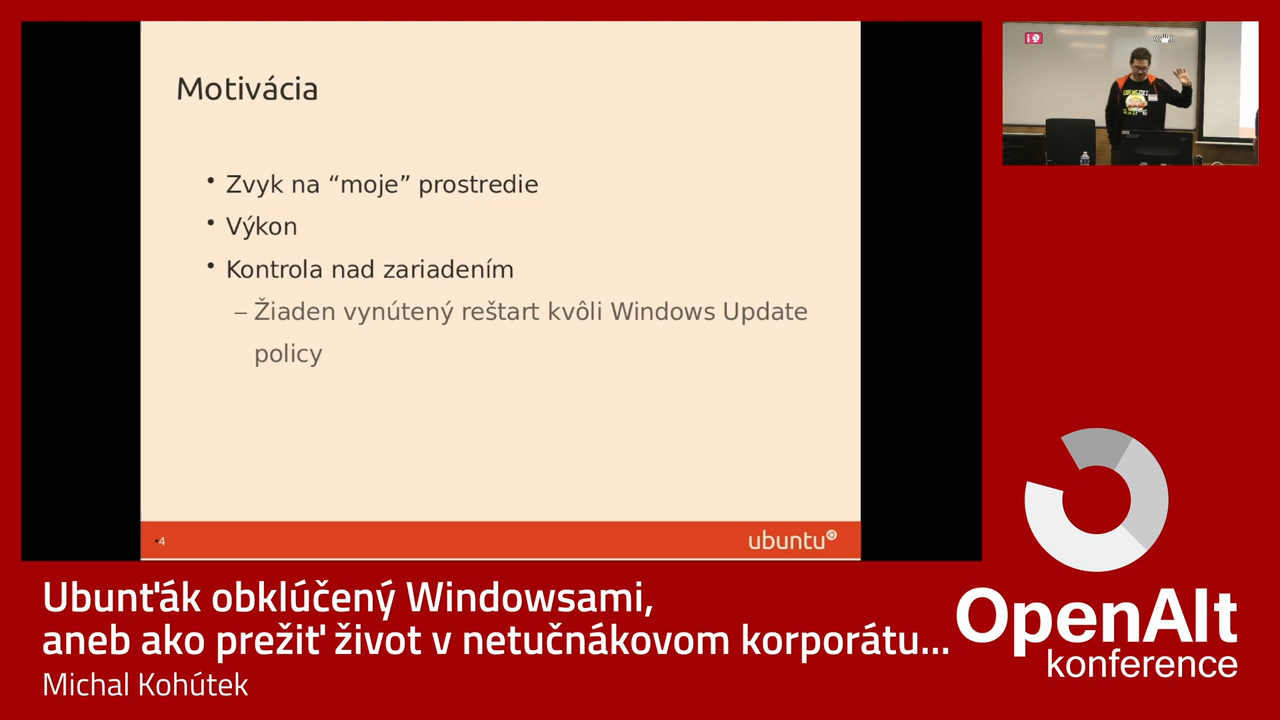 Motivácia
• Zvyk na “moje” prostredie
• Výkon
• Kontrola nad zariadením
– Žiaden vynútený reštart kvôli Windows Update
policy
•4
ubuntu
Ubunťák obklúčený Windowsami,
aneb ako prežiť život v netučnákovom korporátu...
Michal Kohútek
OpenAlt
konference